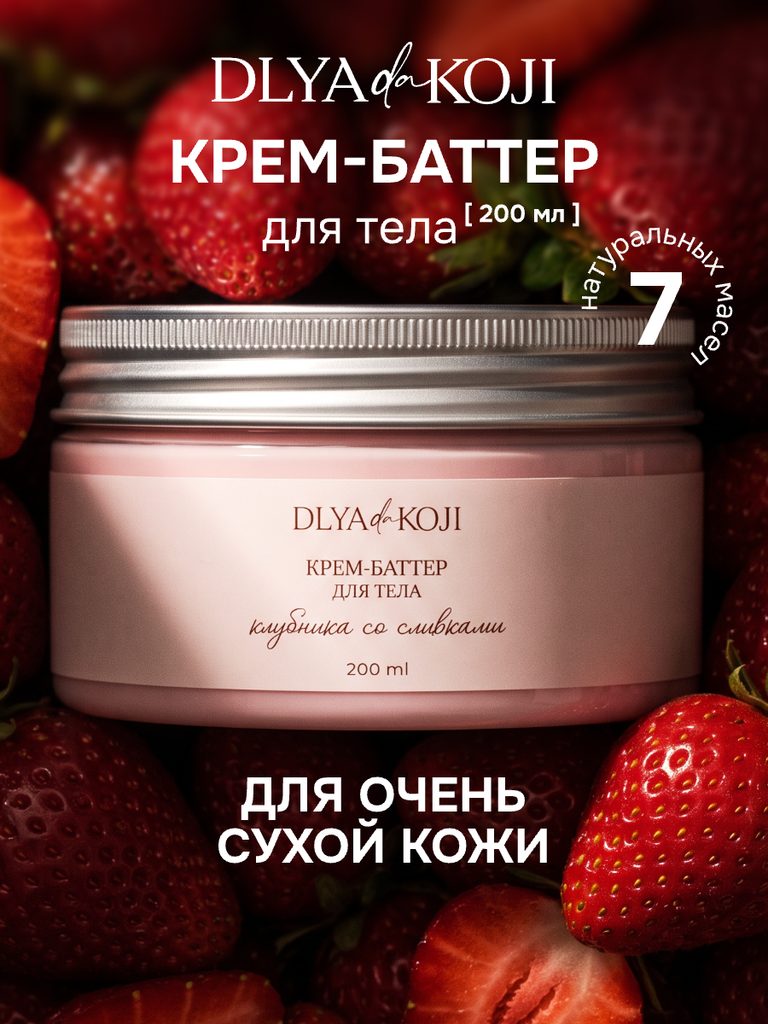 DLYA da KOJI
КРЕМ-БАТТЕР
для тела [ 200 мл ]
7
натуральных масел
DLYA da KOJI
КРЕМ-БАТТЕР
ДЛЯ ТЕЛА
клубника со сливками
200 ml
ДЛЯ ОЧЕНЬ
СУХОЙ КОЖИ